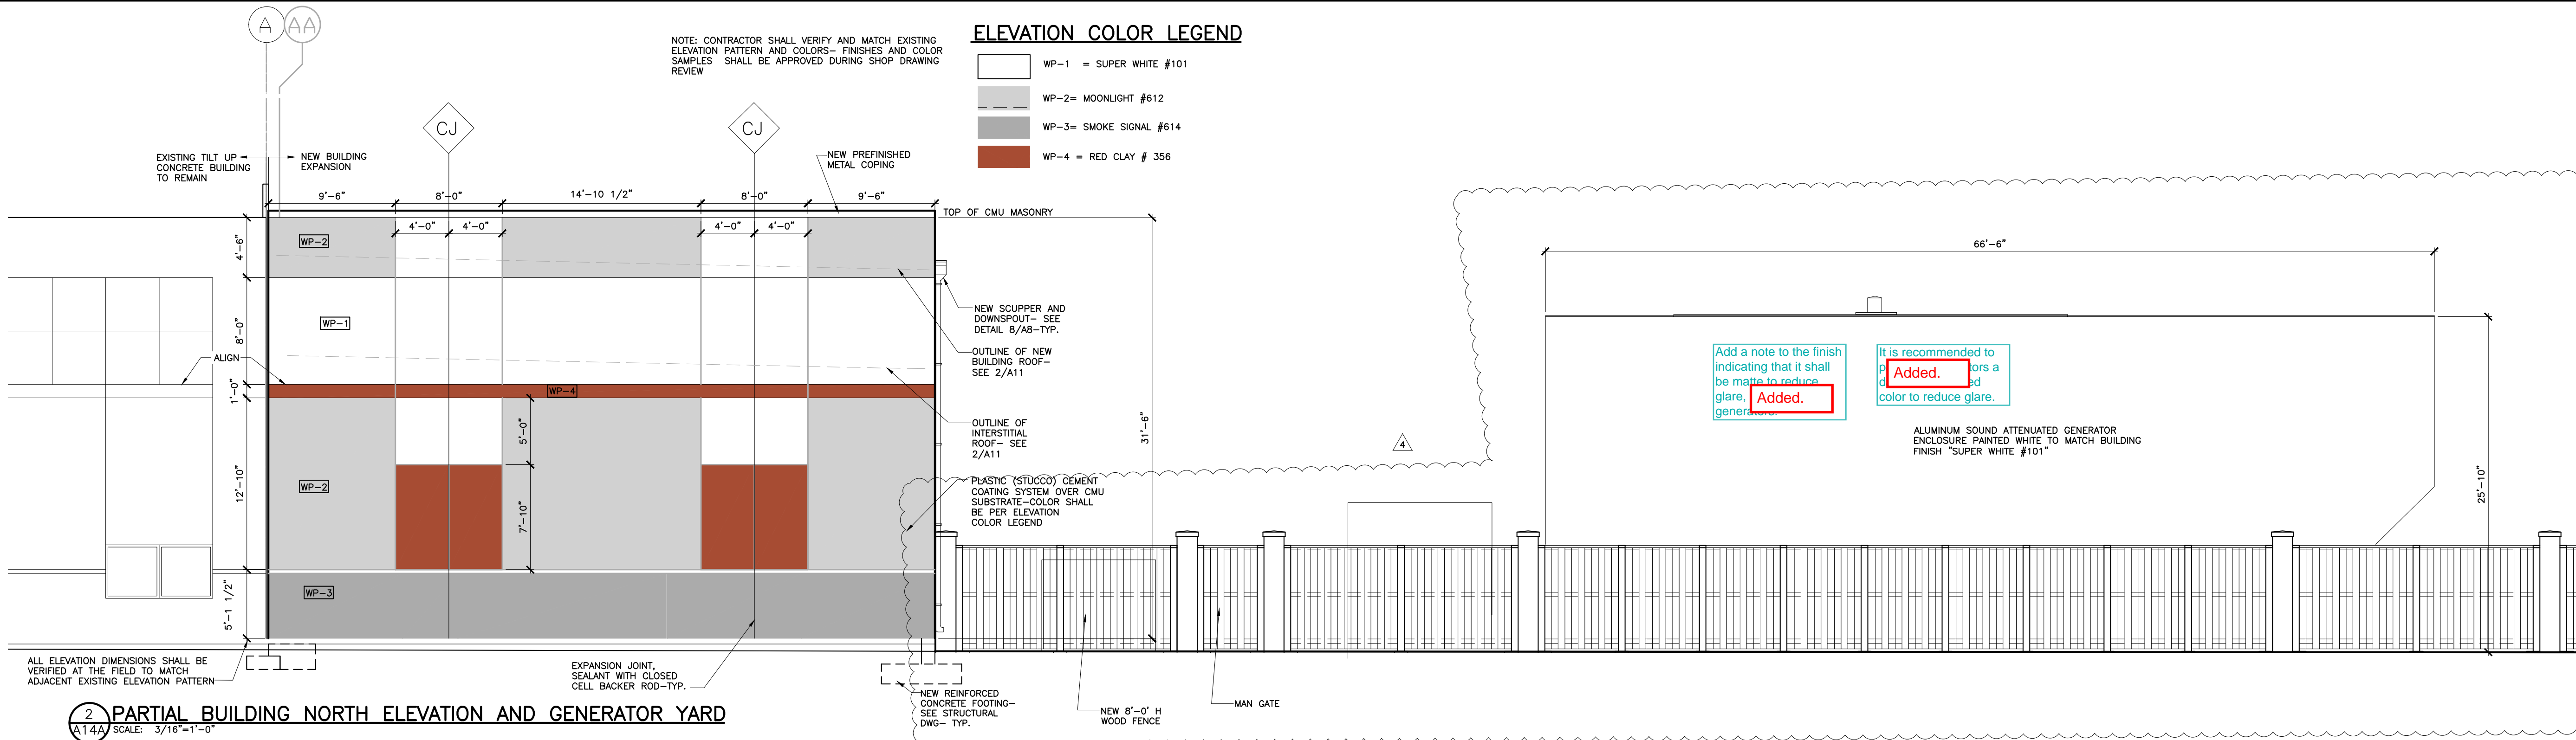 A AA
NOTE: CONTRACTOR SHALL VERIFY AND MATCH EXISTING
ELEVATION PATTERN AND COLORS- FINISHES AND COLOR
SAMPLES SHALL BE APPROVED DURING SHOP DRAWING
REVIEW
ELEVATION COLOR LEGEND
WP-1 = SUPER WHITE #101
WP-2= MOONLIGHT #612
WP-3= SMOKE SIGNAL #614
WP-4 = RED CLAY # 356
CJ
CJ
EXISTING TILT UP
CONCRETE BUILDING
TO REMAIN
NEW BUILDING
EXPANSION
NEW PREFINISHED
METAL COPING
9'-6"
8'-0"
14'-10 1/2"
8'-0"
9'-6"
TOP OF CMU MASONRY
4'-0"
4'-0"
4'-0"
4'-0"
WP-2
4'-6"
66'-6"
WP-1
8'-0"
NEW SCUPPER AND
DOWNSPOUT- SEE
DETAIL 8/A8-TYP.
OUTLINE OF NEW
BUILDING ROOF-
SEE 2/A11
ALIGN
1'-0"
WP-4
OUTLINE OF
INTERSTITIAL
ROOF- SEE
2/A11
31'-6"
5'-0"
12'-10"
WP-2
7'-10"
PLASTIC (STUCCO) CEMENT
COATING SYSTEM OVER CMU
SUBSTRATE-COLOR SHALL
BE PER ELEVATION
COLOR LEGEND
4
Add a note to the finish
indicating that it shall
be matte to reduce
glare,
Added.
It is recommended to
Added.
a
color to reduce glare.
ALUMINUM SOUND ATTENUATED GENERATOR
ENCLOSURE PAINTED WHITE TO MATCH BUILDING
FINISH "SUPER WHITE #101"
25'-10"
WP-3
5'-1 1/2"
ALL ELEVATION DIMENSIONS SHALL BE
VERIFIED AT THE FIELD TO MATCH
ADJACENT EXISTING ELEVATION PATTERN
EXPANSION JOINT,
SEALANT WITH CLOSED
CELL BACKER ROD-TYP.
NEW REINFORCED
CONCRETE FOOTING-
SEE STRUCTURAL
DWG- TYP.
NEW 8'-0' H
WOOD FENCE
MAN GATE
2
A14A
PARTIAL BUILDING NORTH ELEVATION AND GENERATOR YARD
SCALE: 3/16"=1'-0"